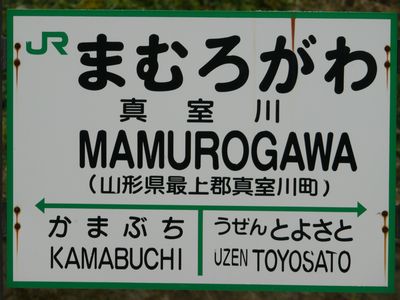 JR まむろがわ
真室川
MAMUROGAWA
(山形県最上郡真室川町)
かまぶち うぜんとよさと
KAMABUCHI UZEN TOYOSATO